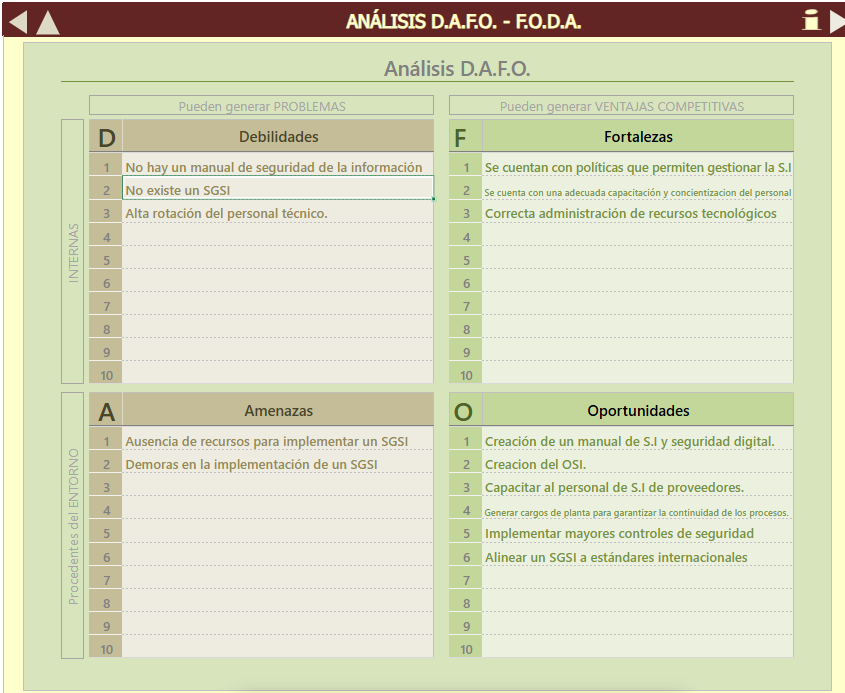 ANÁLISIS D.A.F.O. - F.O.D.A.
Análisis D.A.F.O.
Pueden generar PROBLEMAS
Pueden generar VENTAJAS COMPETITIVAS
INTERNAS
D Debilidades
1 No hay un manual de seguridad de la información
2 No existe un SGSI
3 Alta rotación del personal técnico.
4
5
6
7
8
9
10
F Fortalezas
1 Se cuentan con políticas que permiten gestionar la S.I
2 Se cuenta con una adecuada capacitación y concientizacion del personal
3 Correcta administración de recursos tecnológicos
4
5
6
7
8
9
10
Procedentes del ENTORNO
A Amenazas
1 Ausencia de recursos para implementar un SGSI
2 Demoras en la implementación de un SGSI
3
4
5
6
7
8
9
10
O Oportunidades
1 Creación de un manual de S.I y seguridad digital.
2 Creacion del OSI.
3 Capacitar al personal de S.I de proveedores.
4 Generar cargos de planta para garantizar la continuidad de los procesos.
5 Implementar mayores controles de seguridad
6 Alinear un SGSI a estándares internacionales
7
8
9
10